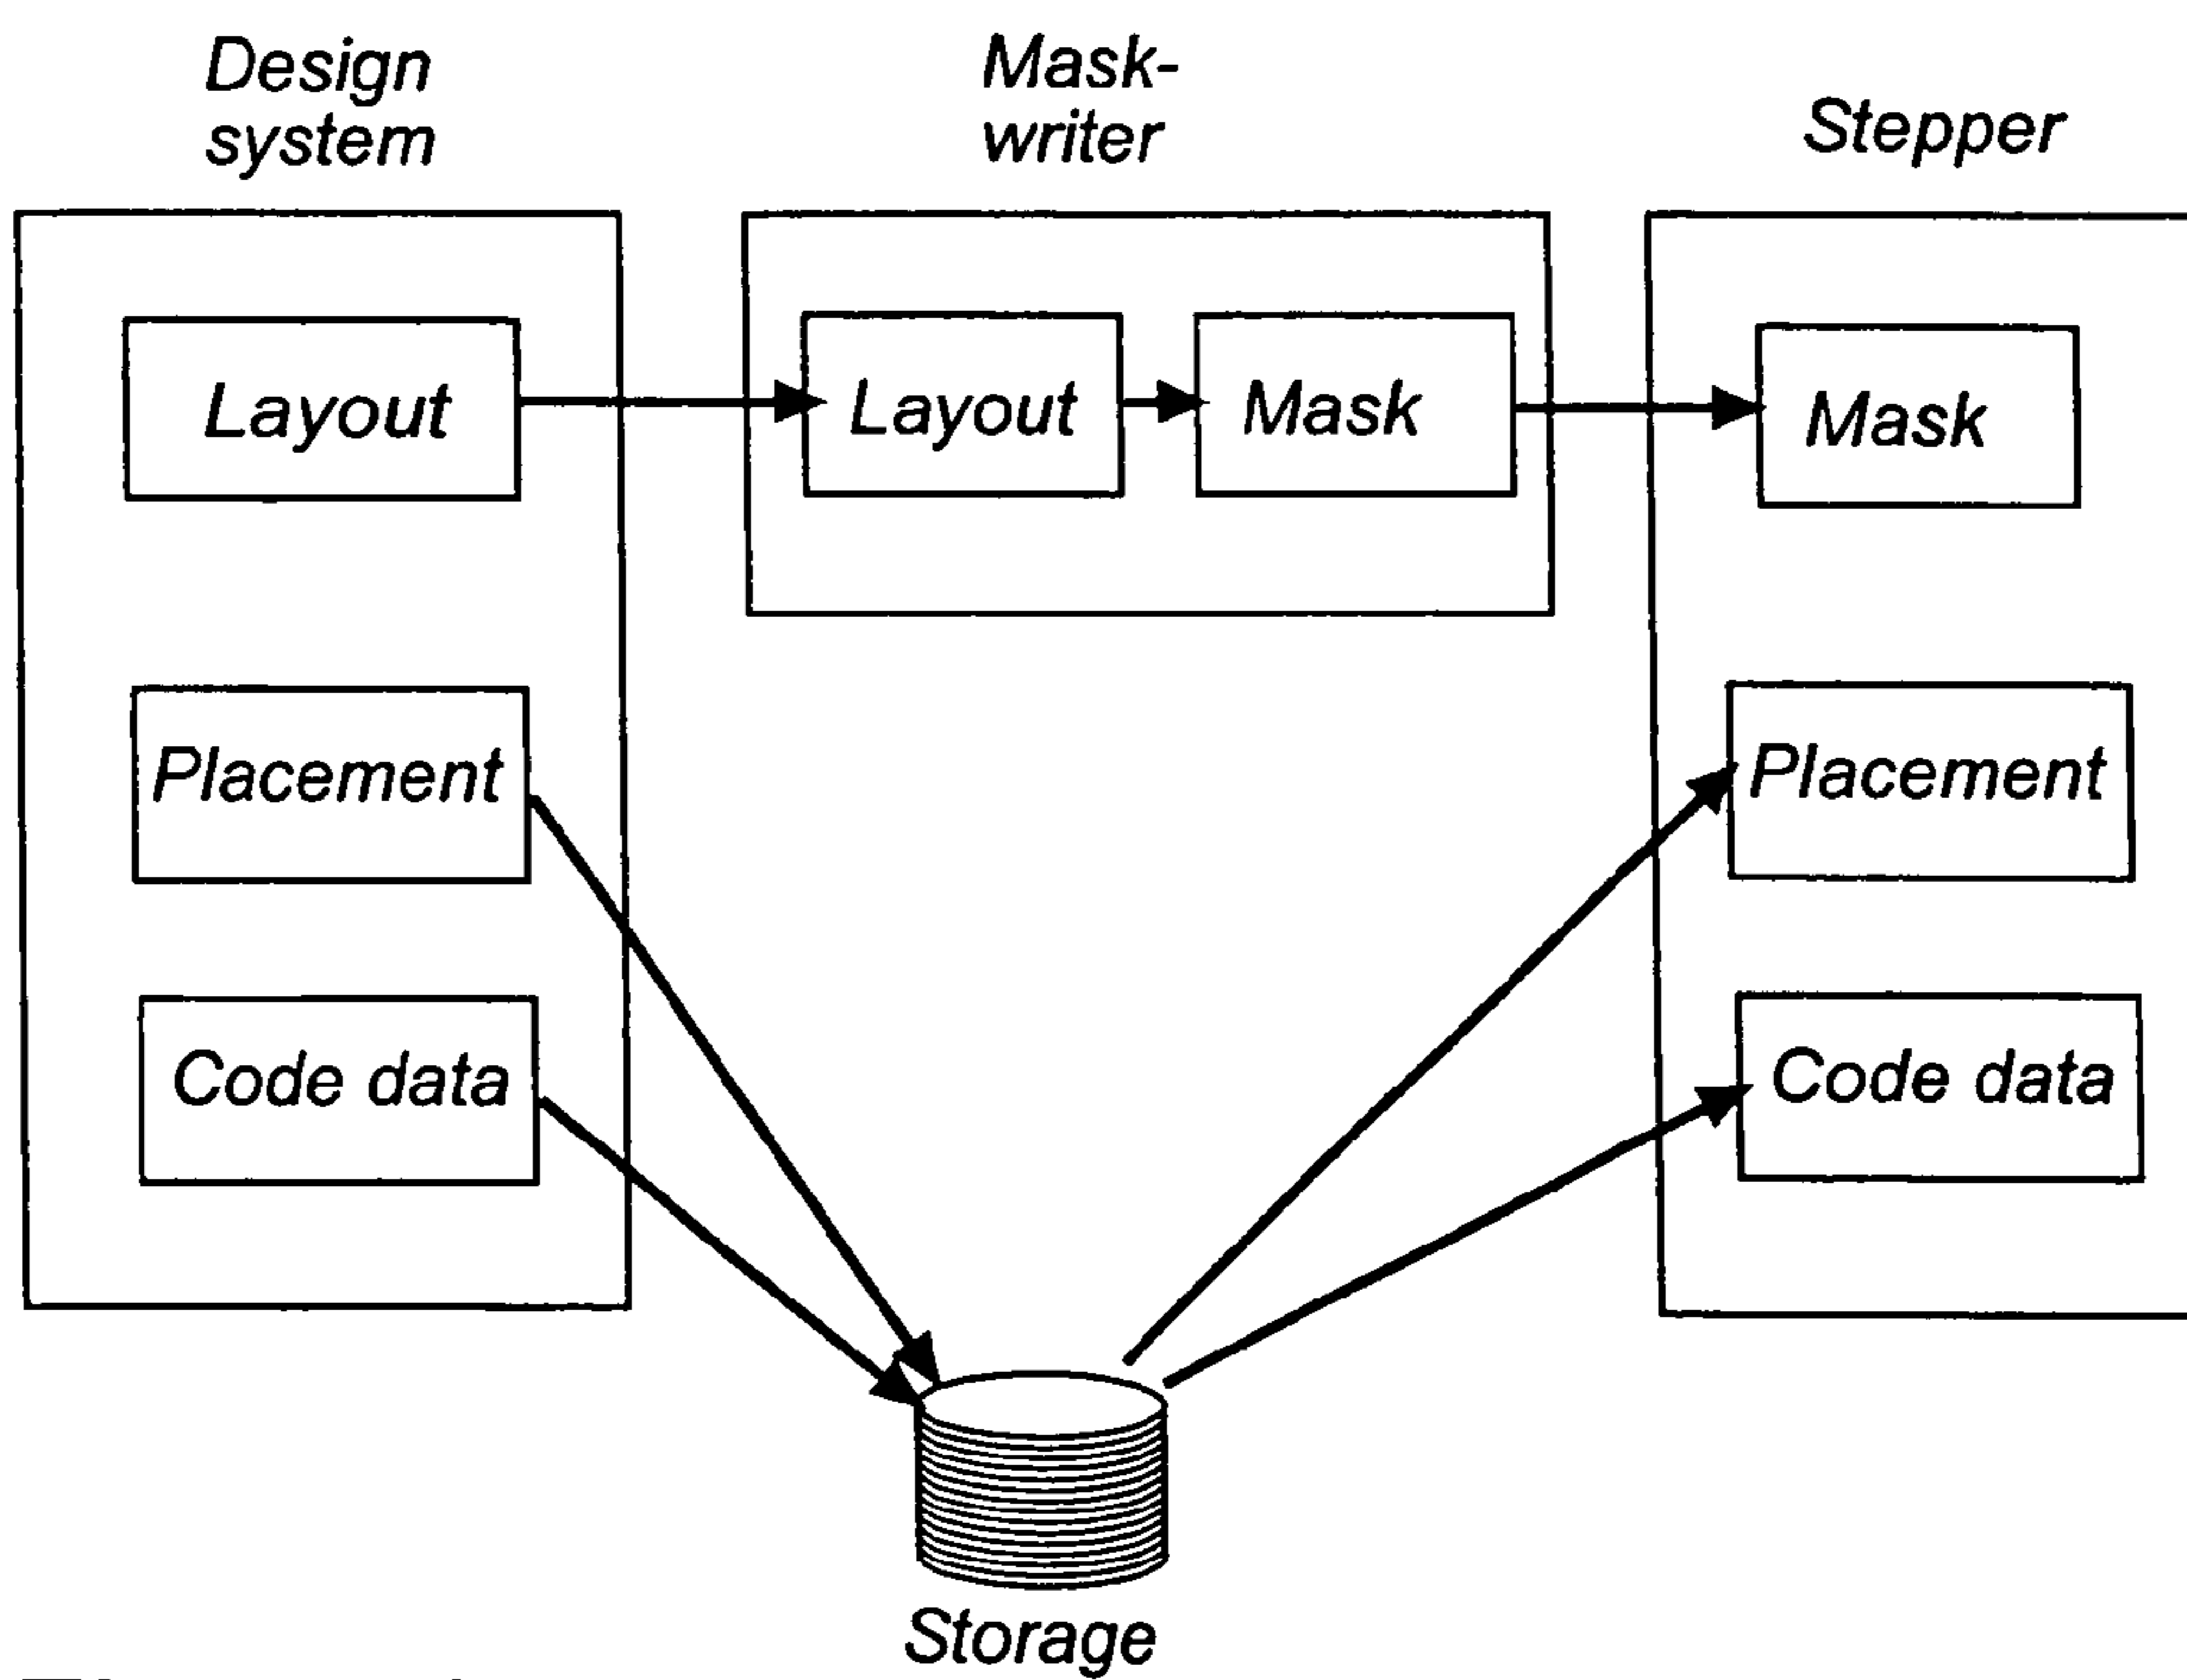 Design
system
Mask-
writer
Stepper
Layout
Layout
Mask
Mask
Placement
Placement
Code data
Code data
Storage